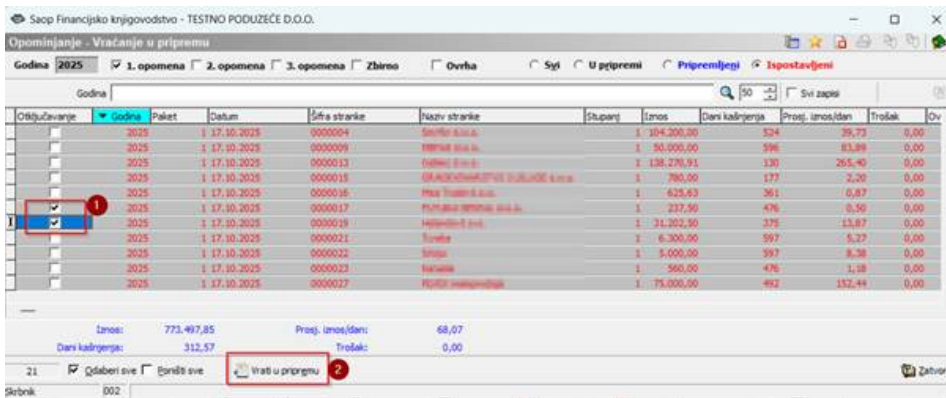 Saop Financijsko knjigovodstvo - TESTNO PODUZEĆE D.O.O.
Opominjanje - Vraćanje u pripremu
Godina 2025 1. opomena 2. opomena 3. opomena Zbirno Ovrha Svi U pripremi Pripremljeni Ispostavljeni
Godina 50 Svi zapisi
Otključavanje Godina Paket Datum Šifra stranke Naziv stranke Stupanj Iznos Dani kašnjenja Prosj. iznos/dan Trošak Ov
2025 1 17.10.2025 0000004 1 104.200,00 524 39,73 0,00
2025 1 17.10.2025 0000009 1 50.000,00 596 83,89 0,00
2025 1 17.10.2025 0000013 1 138.270,91 130 265,40 0,00
2025 1 17.10.2025 0000015 1 780,00 177 2,20 0,00
2025 1 17.10.2025 0000016 1 625,63 361 0,87 0,00
2025 1 17.10.2025 0000017 1 237,50 476 0,50 0,00
1
I 2025 1 17.10.2025 0000019 1 31.202,50 375 13,87 0,00
2025 1 17.10.2025 0000021 1 6.300,00 597 5,27 0,00
2025 1 17.10.2025 0000022 1 5.000,00 597 8,38 0,00
2025 1 17.10.2025 0000023 1 560,00 476 1,18 0,00
2025 1 17.10.2025 0000027 1 75.000,00 492 152,44 0,00
Iznos: 773.497,85 Prosj. iznos/dan: 68,07
Dani kašnjenja: 312,57 Trošak: 0,00
21 Odaberi sve Poništi sve Vrati u pripremu 2 Zatvor
Skrbnik 002